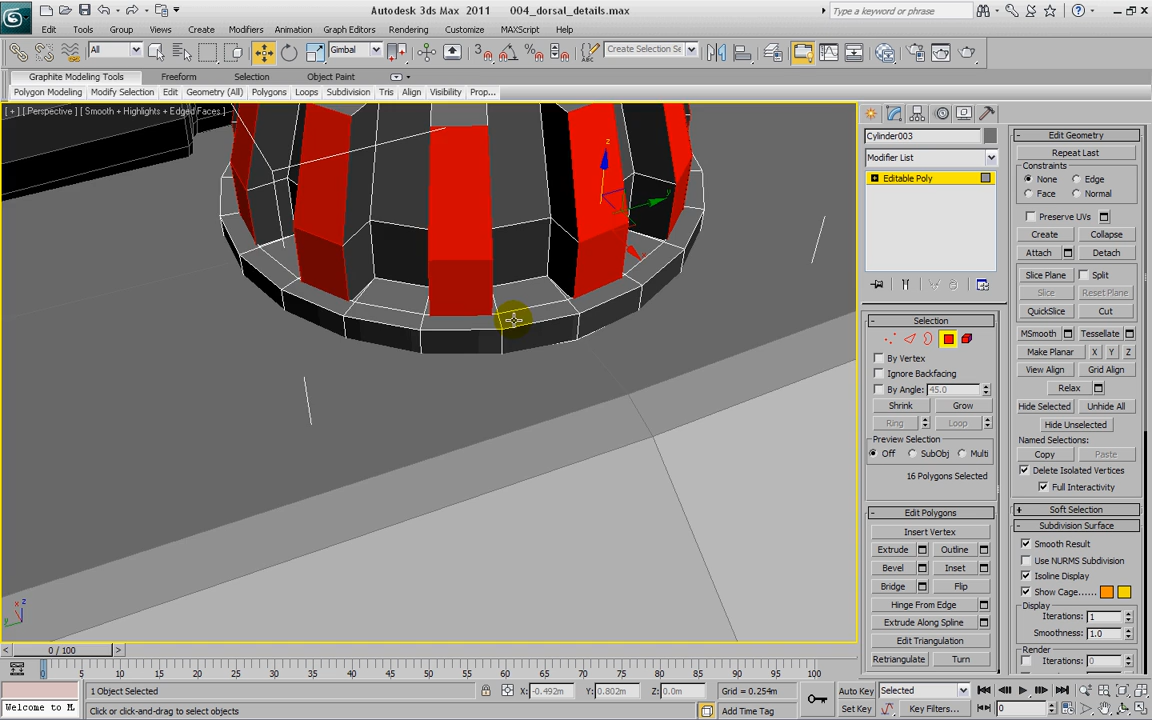 Autodesk 3ds Max 2011    004_dorsal_details.max
Type a keyword or phrase
Edit Tools Group Views Create Modifiers Animation Graph Editors Rendering Customize MAXScript Help
All Gimbal Create Selection Se
Graphite Modeling Tools Freeform Selection Object Paint
Polygon Modeling Modify Selection Edit Geometry (All) Polygons Loops Subdivision Tris Align Visibility Prop...
[ + ] [ Perspective ] [ Smooth + Highlights + Edged Faces ]
Cylinder003
Modifier List
Editable Poly
Selection
By Vertex
Ignore Backfacing
By Angle: 45.0
Shrink Grow
Ring Loop
Preview Selection
Off SubObj Multi
16 Polygons Selected
Edit Polygons
Insert Vertex
Extrude Outline
Bevel Inset
Bridge Flip
Hinge From Edge
Extrude Along Spline
Edit Triangulation
Retriangulate Turn
Edit Geometry
Repeat Last
Constraints
None Edge
Face Normal
Preserve UVs
Create Collapse
Attach Detach
Slice Plane Split
Slice Reset Plane
QuickSlice Cut
MSmooth Tessellate
Make Planar X Y Z
View Align Grid Align
Relax
Hide Selected Unhide All
Hide Unselected
Named Selections:
Copy Paste
Delete Isolated Vertices
Full Interactivity
Soft Selection
Subdivision Surface
Smooth Result
Use NURMS Subdivision
Isoline Display
Show Cage......
Display
Iterations: 1
Smoothness: 1.0
Render
Iterations: 0
0 / 100
0 5 10 15 20 25 30 35 40 45 50 55 60 65 70 75 80 85 90 95 100
1 Object Selected X: -0.492m Y: 0.802m Z: 0.0m Grid = 0.254m Auto Key Selected
Welcome to M Click or click-and-drag to select objects Add Time Tag Set Key Key Filters... 0